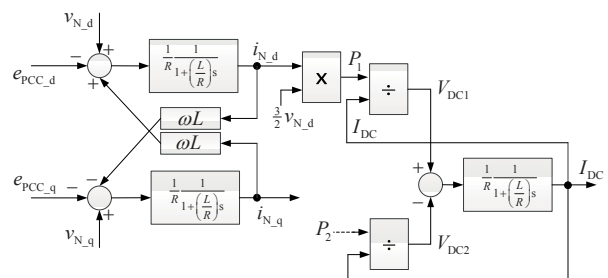 v_N_d
e_PCC_d
− + +
1/R 1/(1+(L/R)s)
i_N_d
×
P_1
÷
V_DC1
3/2 v_N_d
I_DC
ωL
ωL
e_PCC_q
− − +
1/R 1/(1+(L/R)s)
i_N_q
v_N_q
+ −
1/R 1/(1+(L/R)s)
I_DC
P_2
÷
V_DC2